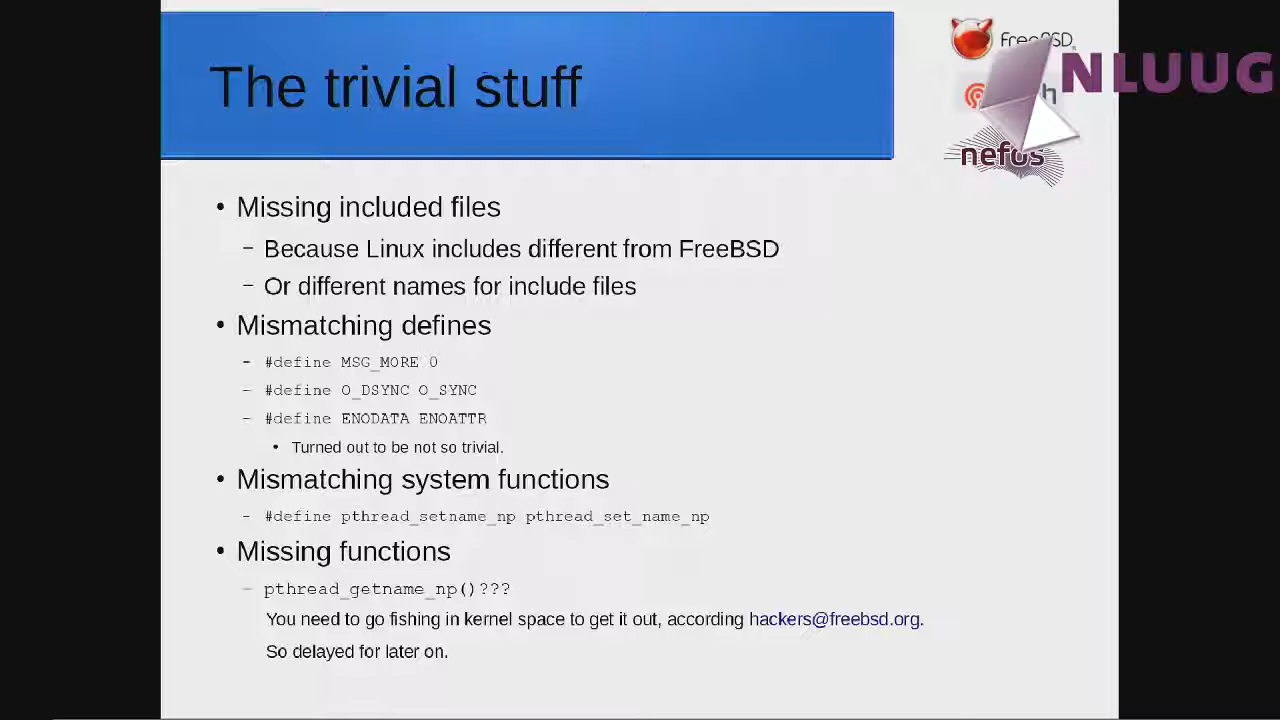 The trivial stuff
FreeBSD
NLUUG
h
nefos
• Missing included files
– Because Linux includes different from FreeBSD
– Or different names for include files
• Mismatching defines
– #define MSG_MORE 0
– #define O_DSYNC O_SYNC
– #define ENODATA ENOATTR
• Turned out to be not so trivial.
• Mismatching system functions
– #define pthread_setname_np pthread_set_name_np
• Missing functions
– pthread_getname_np()???
You need to go fishing in kernel space to get it out, according hackers@freebsd.org.
So delayed for later on.